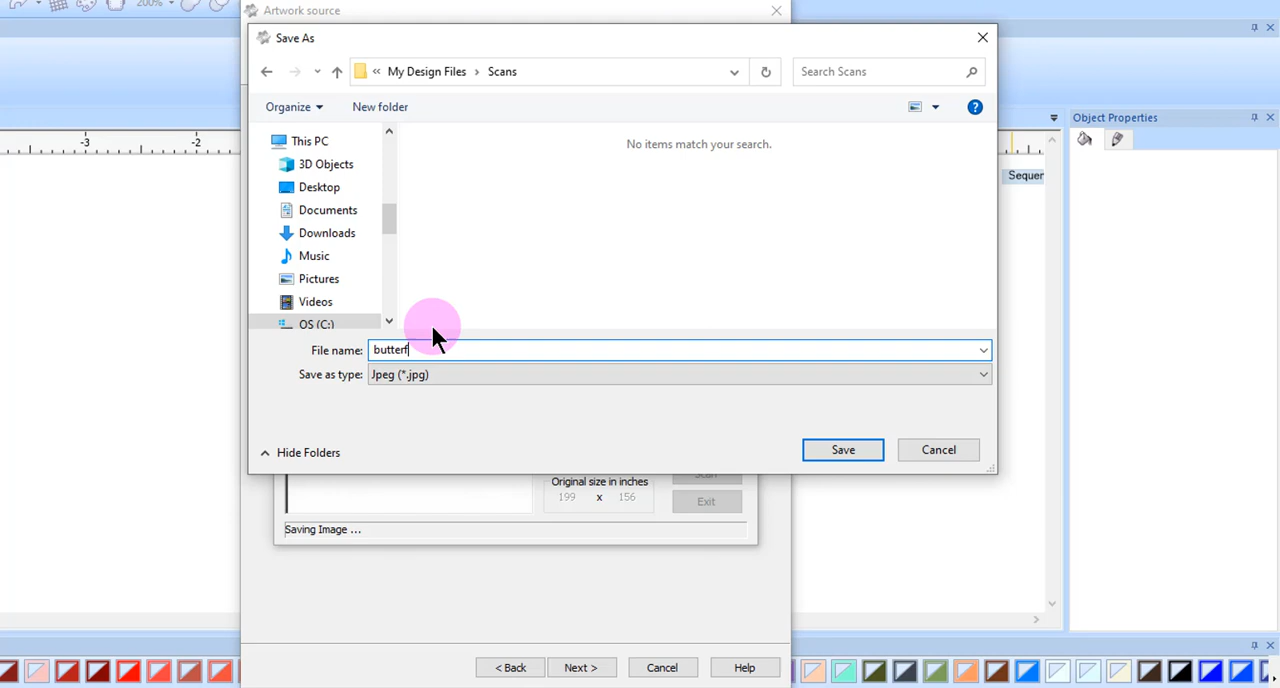 200%
Artwork source
Save As
« My Design Files › Scans
Search Scans
Organize
New folder
?
This PC
3D Objects
Desktop
Documents
Downloads
Music
Pictures
Videos
OS (C:)
No items match your search.
File name: butterf
Save as type: Jpeg (*.jpg)
Hide Folders
Save
Cancel
Original size in inches
199 x 156
Scan
Exit
Saving Image ...
< Back
Next >
Cancel
Help
-3
-2
Object Properties
Sequen